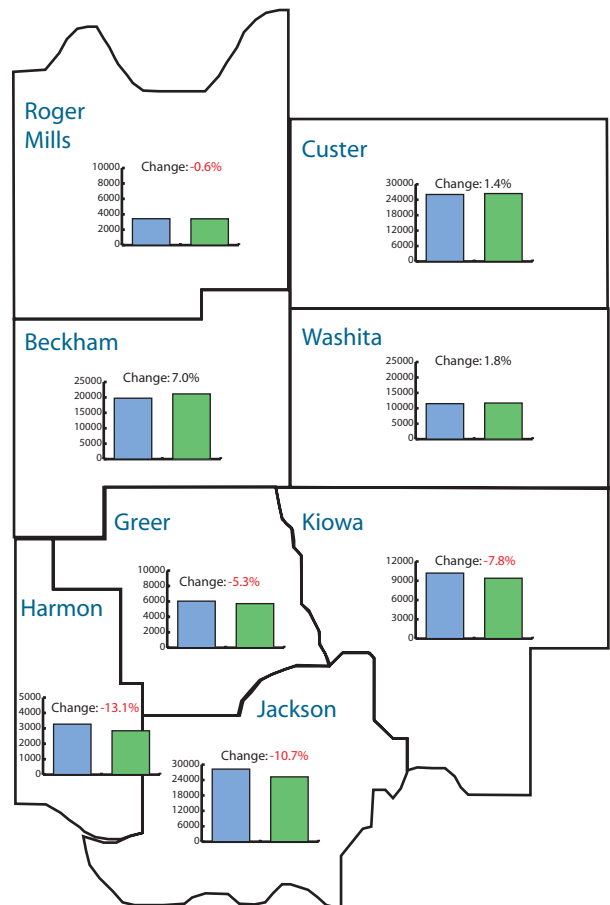 Roger
Mills
Change: -0.6%
10000
8000
6000
4000
2000
0
Custer
Change: 1.4%
30000
24000
18000
12000
6000
0
Beckham
Change: 7.0%
25000
20000
15000
10000
5000
0
Washita
Change: 1.8%
25000
20000
15000
10000
5000
0
Greer
Change: -5.3%
10000
8000
6000
4000
2000
0
Kiowa
Change: -7.8%
12000
9000
6000
3000
0
Harmon
Change: -13.1%
5000
4000
3000
2000
1000
0
Jackson
Change: -10.7%
30000
24000
18000
12000
6000
0